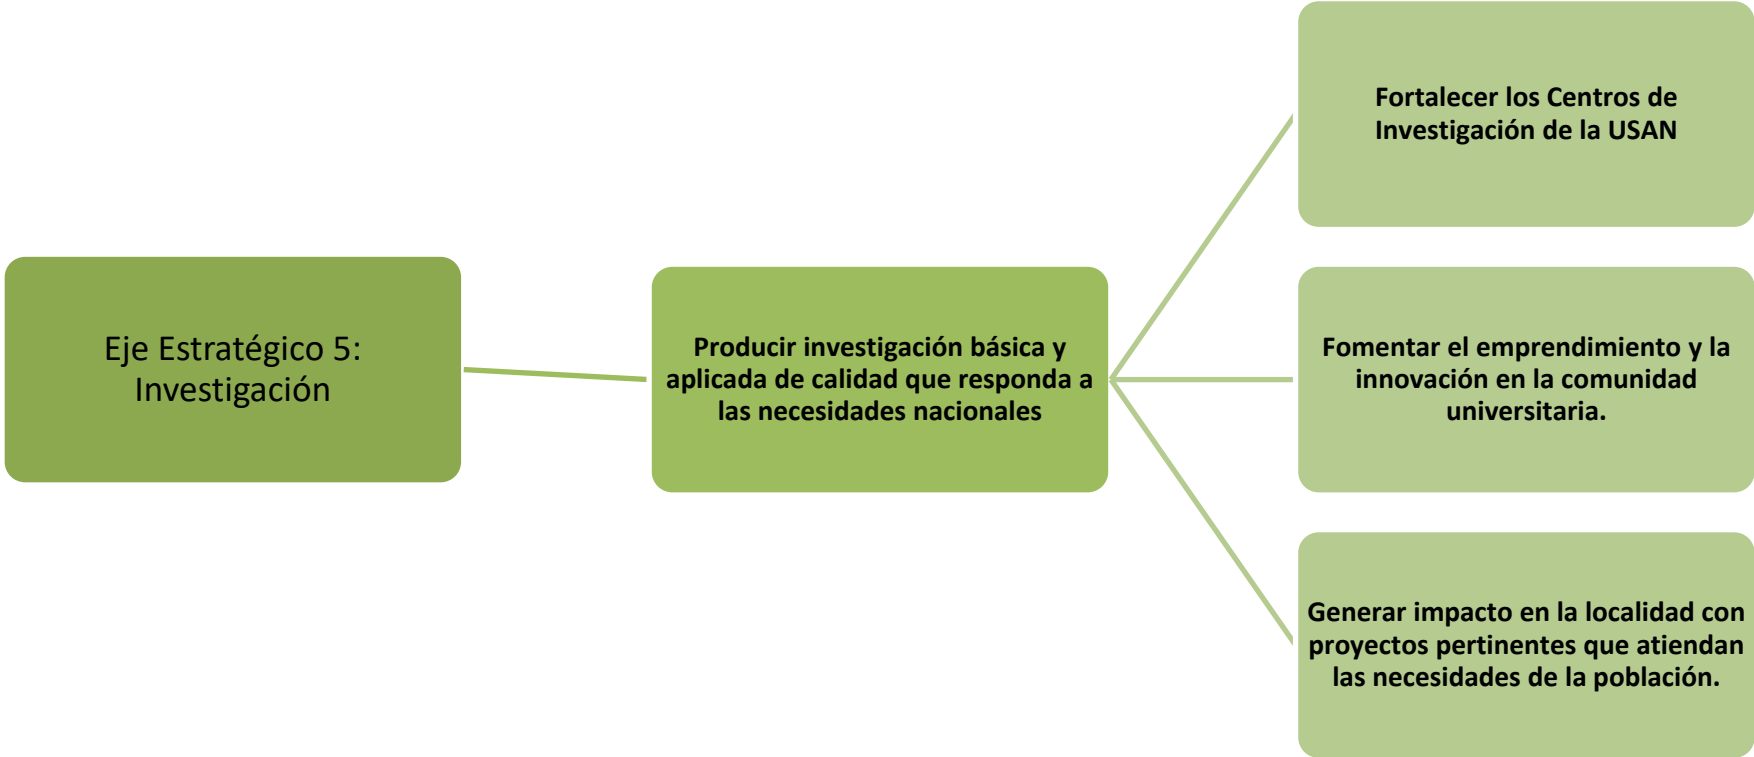 Eje Estratégico 5:
Investigación
Producir investigación básica y
aplicada de calidad que responda a
las necesidades nacionales
Fortalecer los Centros de
Investigación de la USAN
Fomentar el emprendimiento y la
innovación en la comunidad
universitaria.
Generar impacto en la localidad con
proyectos pertinentes que atiendan
las necesidades de la población.